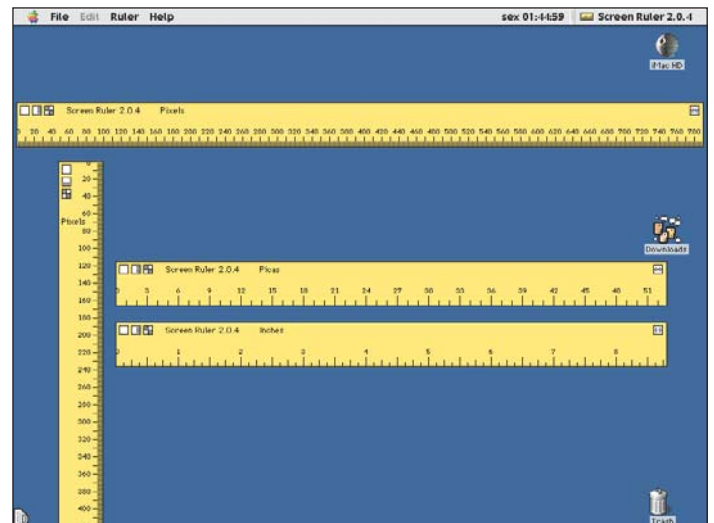 File Edit Ruler Help sex 01:44:59 Screen Ruler 2.0.4
iMac HD
Screen Ruler 2.0.4 Pixels
0 20 40 60 80 100 120 140 160 180 200 220 240 260 280 300 320 340 360 380 400 420 440 460 480 500 520 540 560 580 600 620 640 660 680 700 720 740 760 780
0
20
40
60
Pixels
80
100
120
140
160
180
200
220
240
260
280
300
320
340
360
380
400
Downloads
Screen Ruler 2.0.4 Picas
0 3 6 9 12 15 18 21 24 27 30 33 36 39 42 45 48 51
Screen Ruler 2.0.4 Inches
0 1 2 3 4 5 6 7 8
Trash